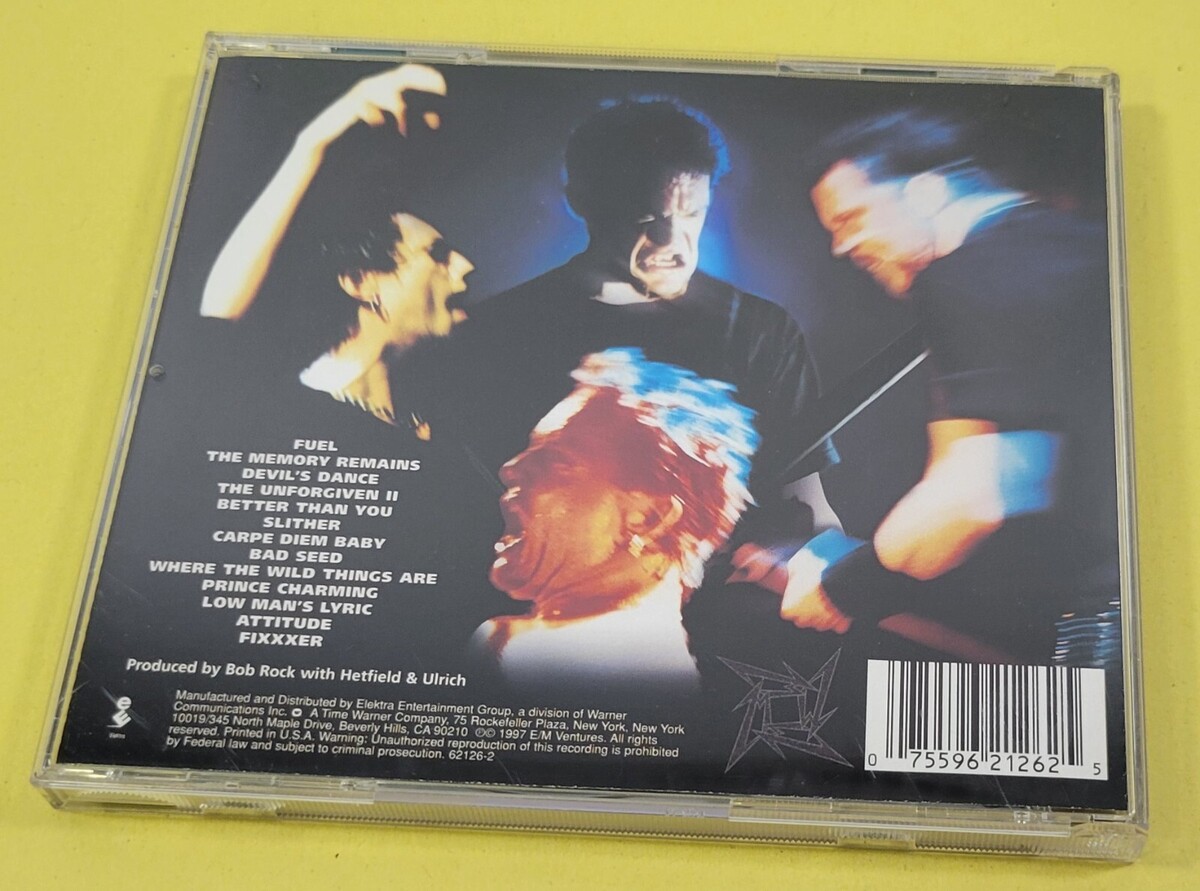 FUEL
THE MEMORY REMAINS
DEVIL'S DANCE
THE UNFORGIVEN II
BETTER THAN YOU
SLITHER
CARPE DIEM BABY
BAD SEED
WHERE THE WILD THINGS ARE
PRINCE CHARMING
LOW MAN'S LYRIC
ATTITUDE
FIXXXER
Produced by Bob Rock with Hetfield & Ulrich
Manufactured and Distributed by Elektra Entertainment Group, a division of Warner
Communications Inc. A Time Warner Company, 75 Rockefeller Plaza, New York, New York
10019/345 North Maple Drive, Beverly Hills, CA 90210 ℗© 1997 E/M Ventures. All rights
reserved. Printed in U.S.A. Warning: Unauthorized reproduction of this recording is prohibited
by Federal law and subject to criminal prosecution. 62126-2
0 75596 21262 5